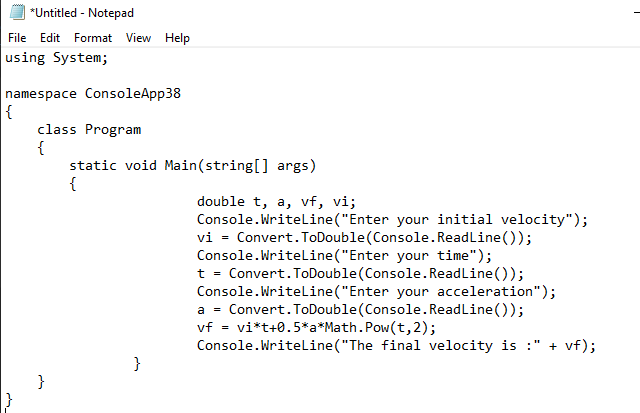 *Untitled - Notepad
File Edit Format View Help
using System;

namespace ConsoleApp38
{
    class Program
    {
        static void Main(string[] args)
        {
                        double t, a, vf, vi;
                        Console.WriteLine("Enter your initial velocity");
                        vi = Convert.ToDouble(Console.ReadLine());
                        Console.WriteLine("Enter your time");
                        t = Convert.ToDouble(Console.ReadLine());
                        Console.WriteLine("Enter your acceleration");
                        a = Convert.ToDouble(Console.ReadLine());
                        vf = vi*t+0.5*a*Math.Pow(t,2);
                        Console.WriteLine("The final velocity is :" + vf);
                }
    }
}